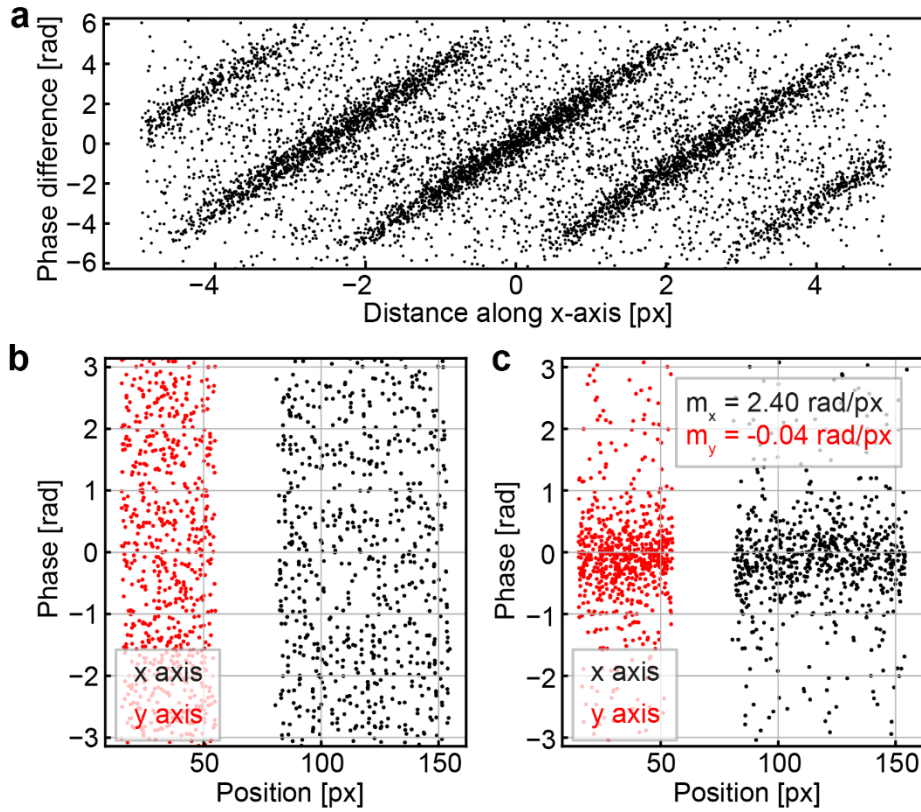 a
Phase difference [rad]
6
4
2
0
−2
−4
−6
−4
−2
0
2
4
Distance along x-axis [px]
b
Phase [rad]
3
2
1
0
−1
−2
−3
x axis
y axis
50
100
150
Position [px]
c
Phase [rad]
3
2
1
0
−1
−2
−3
m_x = 2.40 rad/px
m_y = -0.04 rad/px
x axis
y axis
50
100
150
Position [px]